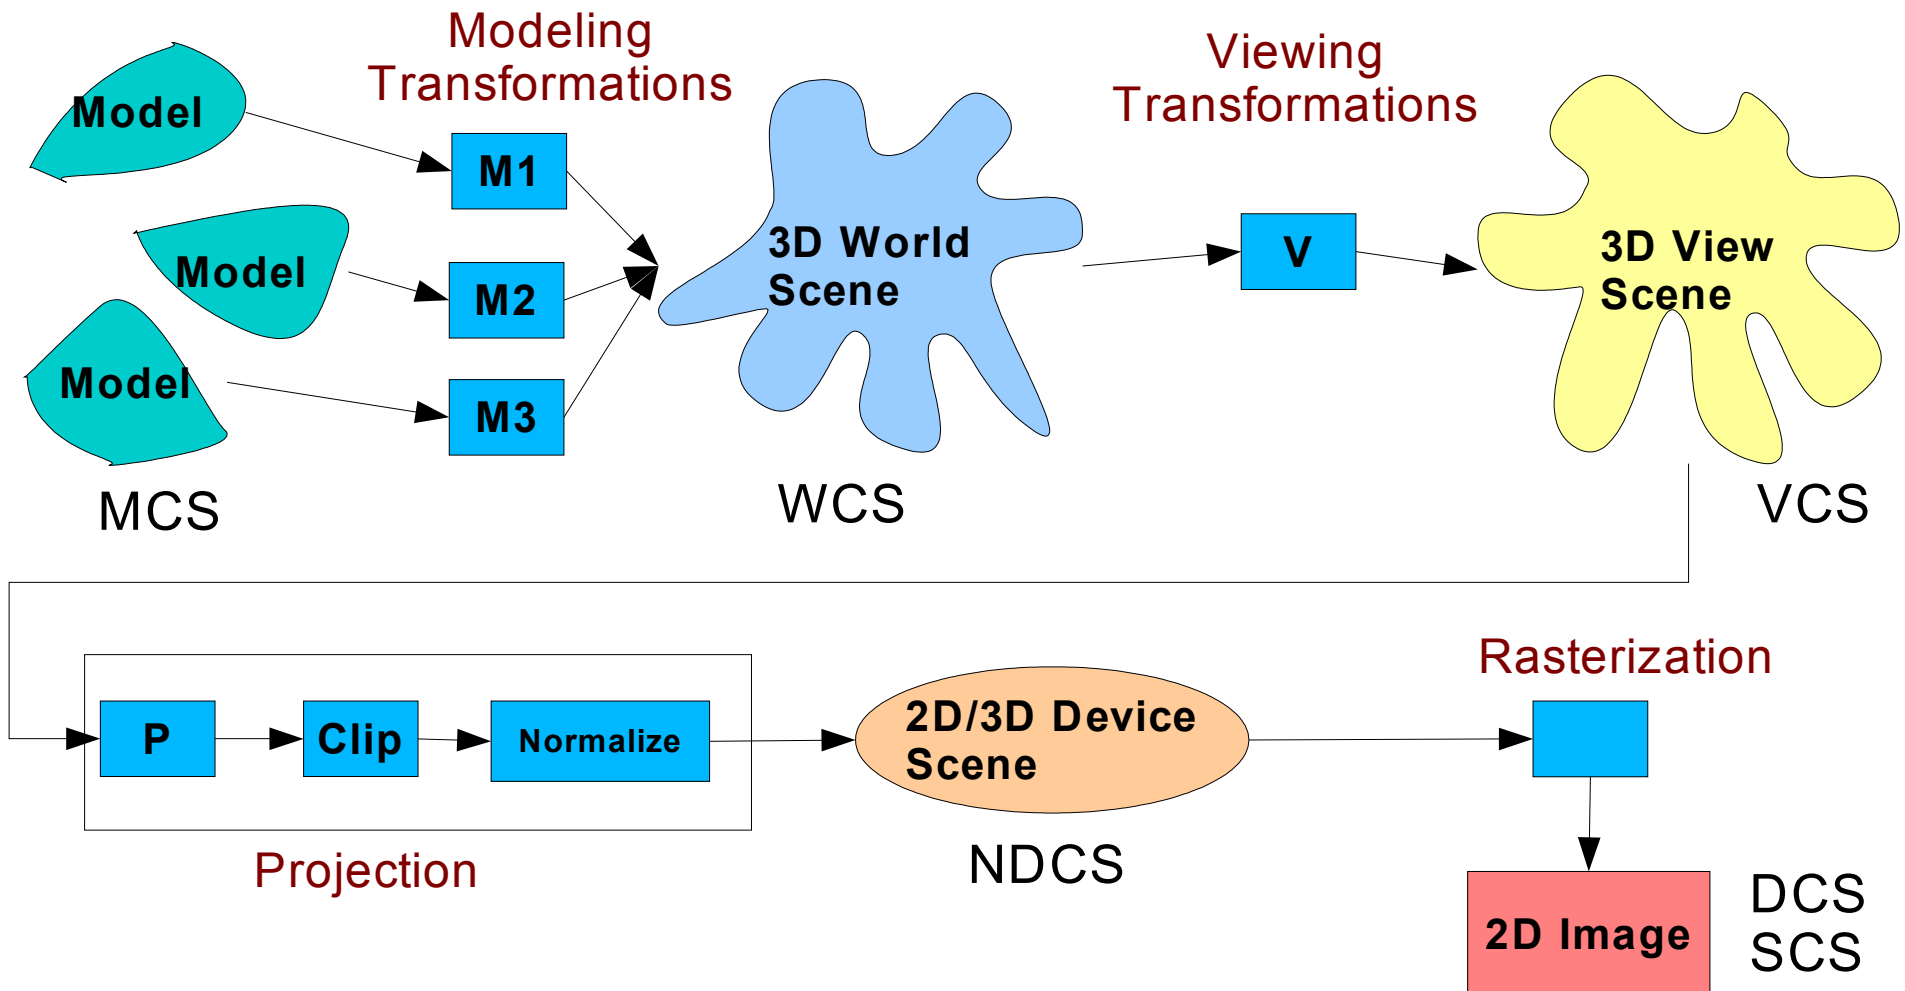 Modeling
Transformations
Viewing
Transformations
Model
M1
Model
M2
Model
M3
3D World
Scene
V
3D View
Scene
MCS
WCS
VCS
P
Clip
Normalize
Projection
2D/3D Device
Scene
NDCS
Rasterization
2D Image
DCS
SCS